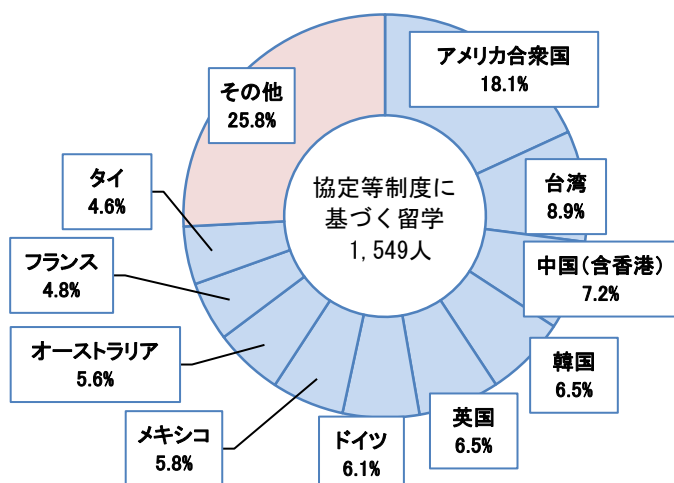 アメリカ合衆国
18.1%
台湾
8.9%
中国(含香港)
7.2%
韓国
6.5%
英国
6.5%
ドイツ
6.1%
メキシコ
5.8%
オーストラリア
5.6%
フランス
4.8%
タイ
4.6%
その他
25.8%
協定等制度に
基づく留学
1,549人